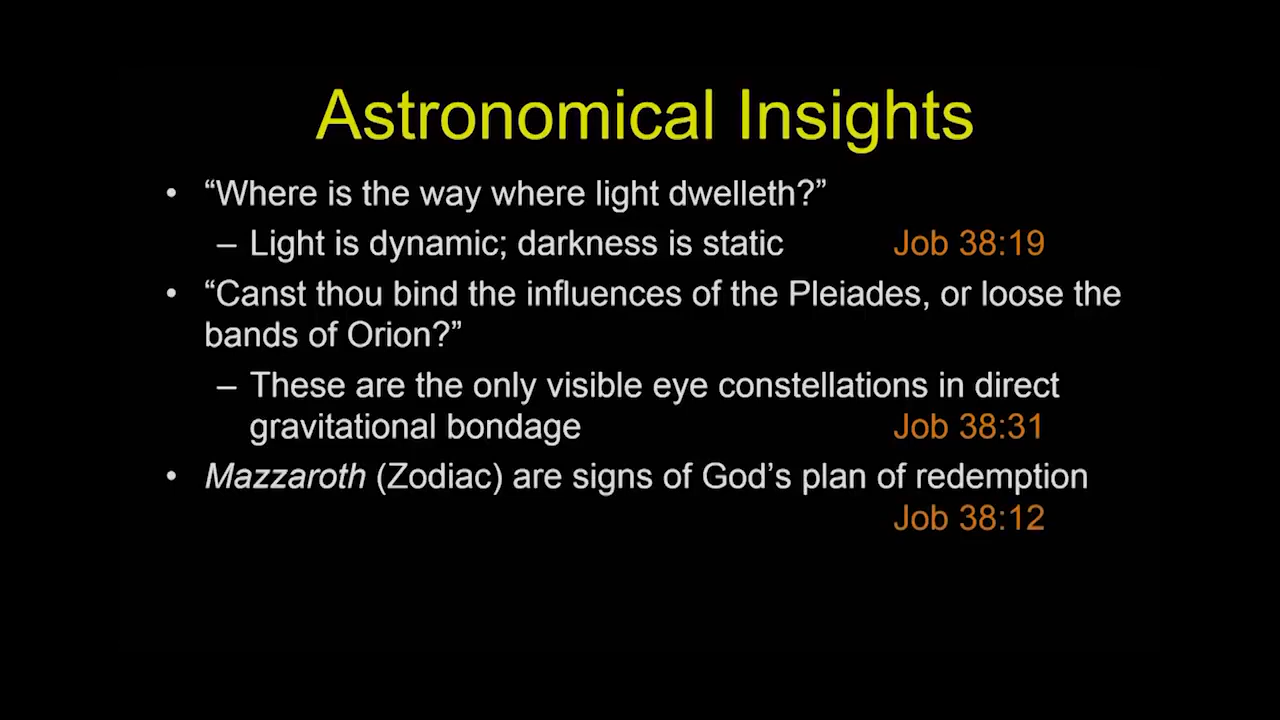 Astronomical Insights
• “Where is the way where light dwelleth?”
– Light is dynamic; darkness is static Job 38:19
• “Canst thou bind the influences of the Pleiades, or loose the
bands of Orion?”
– These are the only visible eye constellations in direct
gravitational bondage Job 38:31
• Mazzaroth (Zodiac) are signs of God’s plan of redemption
Job 38:12